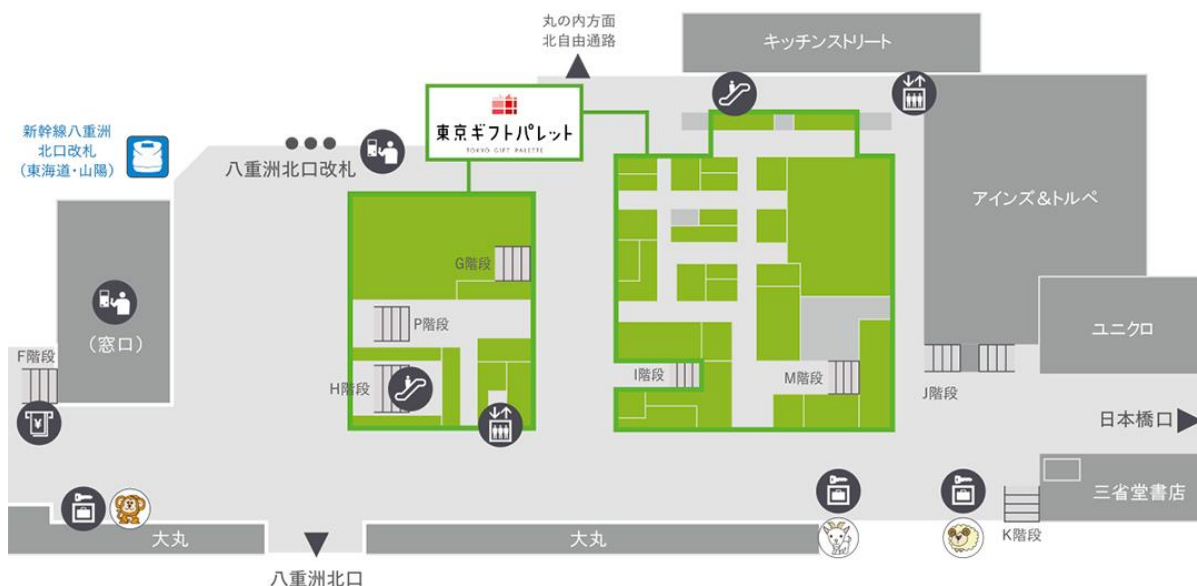 丸の内方面
北自由通路
キッチンストリート
東京ギフトパレット
TOKYO GIFT PALETTE
新幹線八重洲
北口改札
(東海道・山陽)
八重洲北口改札
アインズ&トルペ
G階段
P階段
(窓口)
ユニクロ
F階段
H階段
I階段
M階段
J階段
¥
日本橋口
三省堂書店
大丸
大丸
K階段
八重洲北口